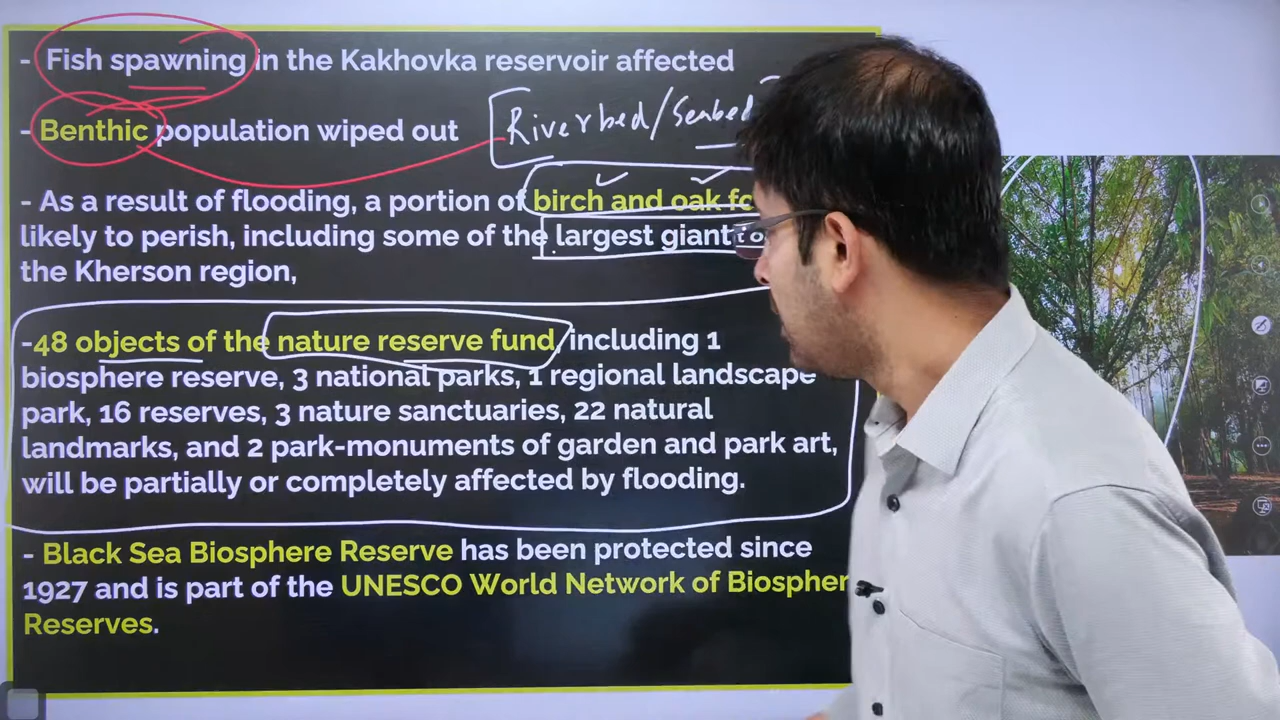 - Fish spawning in the Kakhovka reservoir affected
- Benthic population wiped out
Riverbed/Seabed
- As a result of flooding, a portion of birch and oak
likely to perish, including some of the largest giant
the Kherson region,
-48 objects of the nature reserve fund, including 1
biosphere reserve, 3 national parks, 1 regional landscape
park, 16 reserves, 3 nature sanctuaries, 22 natural
landmarks, and 2 park-monuments of garden and park art,
will be partially or completely affected by flooding.
- Black Sea Biosphere Reserve has been protected since
1927 and is part of the UNESCO World Network of Biospher
Reserves.